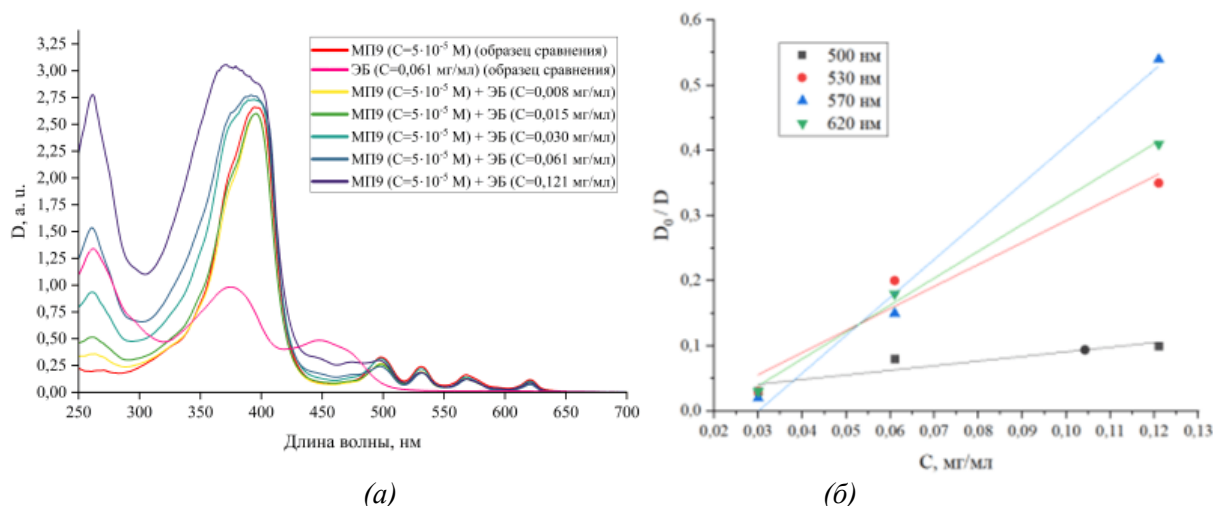 3,50
3,25
3,00
2,75
2,50
2,25
2,00
1,75
1,50
1,25
1,00
0,75
0,50
0,25
0,00
D, a. u.
250 300 350 400 450 500 550 600 650 700
Длина волны, нм
МП9 (C=5·10⁻⁵ М) (образец сравнения)
ЭБ (C=0,061 мг/мл) (образец сравнения)
МП9 (C=5·10⁻⁵ М) + ЭБ (C=0,008 мг/мл)
МП9 (C=5·10⁻⁵ М) + ЭБ (C=0,015 мг/мл)
МП9 (C=5·10⁻⁵ М) + ЭБ (C=0,030 мг/мл)
МП9 (C=5·10⁻⁵ М) + ЭБ (C=0,061 мг/мл)
МП9 (C=5·10⁻⁵ М) + ЭБ (C=0,121 мг/мл)
(а)
0,6
0,5
0,4
0,3
0,2
0,1
0,0
D₀ / D
0,02 0,03 0,04 0,05 0,06 0,07 0,08 0,09 0,10 0,11 0,12 0,13
C, мг/мл
500 нм
530 нм
570 нм
620 нм
(б)